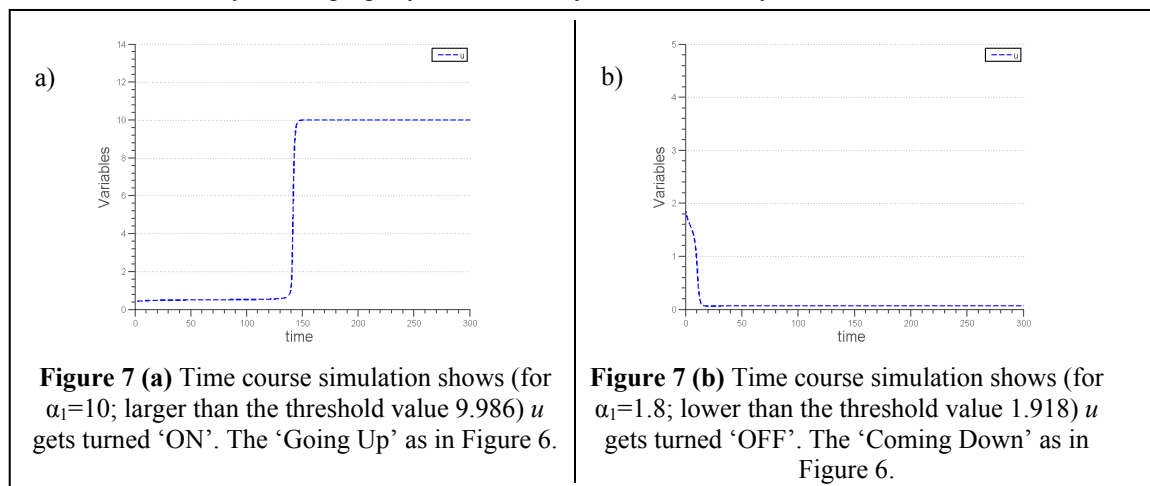 a)
u
Variables
14
12
10
8
6
4
2
0
0 50 100 150 200 250 300
time
Figure 7 (a) Time course simulation shows (for
α₁=10; larger than the threshold value 9.986) u
gets turned ‘ON’. The ‘Going Up’ as in Figure 6.
b)
u
Variables
5
4
3
2
1
0
0 50 100 150 200 250 300
time
Figure 7 (b) Time course simulation shows (for
α₁=1.8; lower than the threshold value 1.918) u
gets turned ‘OFF’. The ‘Coming Down’ as in
Figure 6.